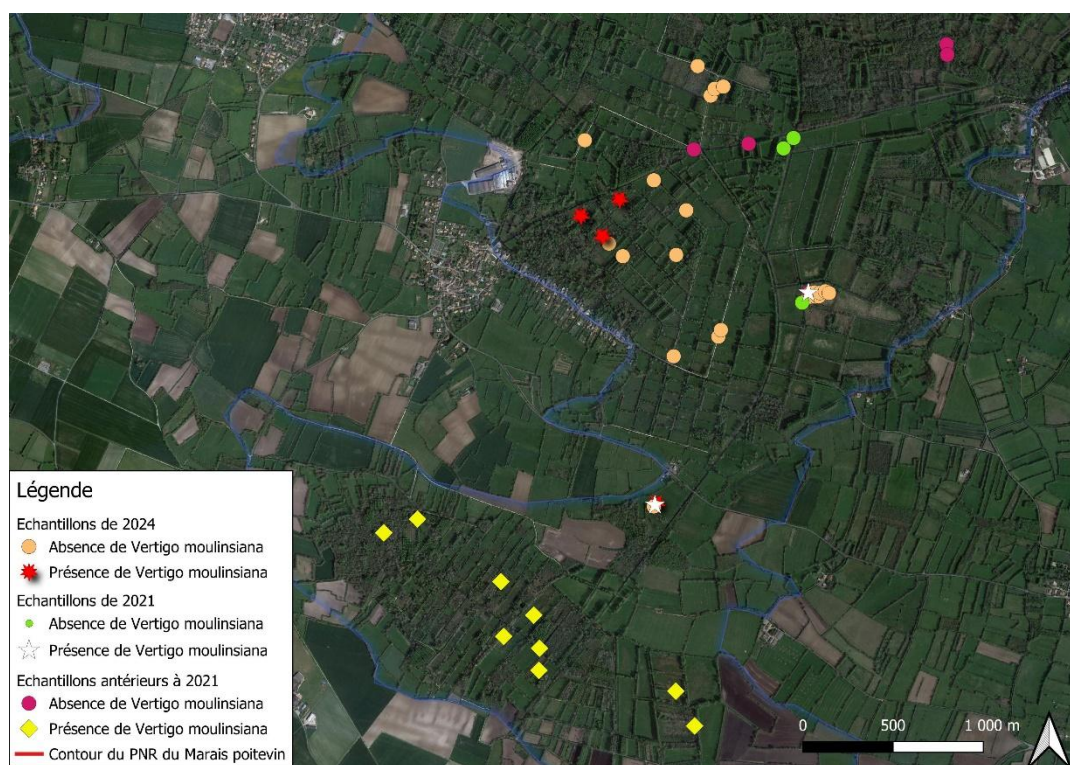 Légende
Echantillons de 2024
Absence de Vertigo moulinsiana
Présence de Vertigo moulinsiana
Echantillons de 2021
Absence de Vertigo moulinsiana
Présence de Vertigo moulinsiana
Echantillons antérieurs à 2021
Absence de Vertigo moulinsiana
Présence de Vertigo moulinsiana
Contour du PNR du Marais poitevin
0 500 1 000 m